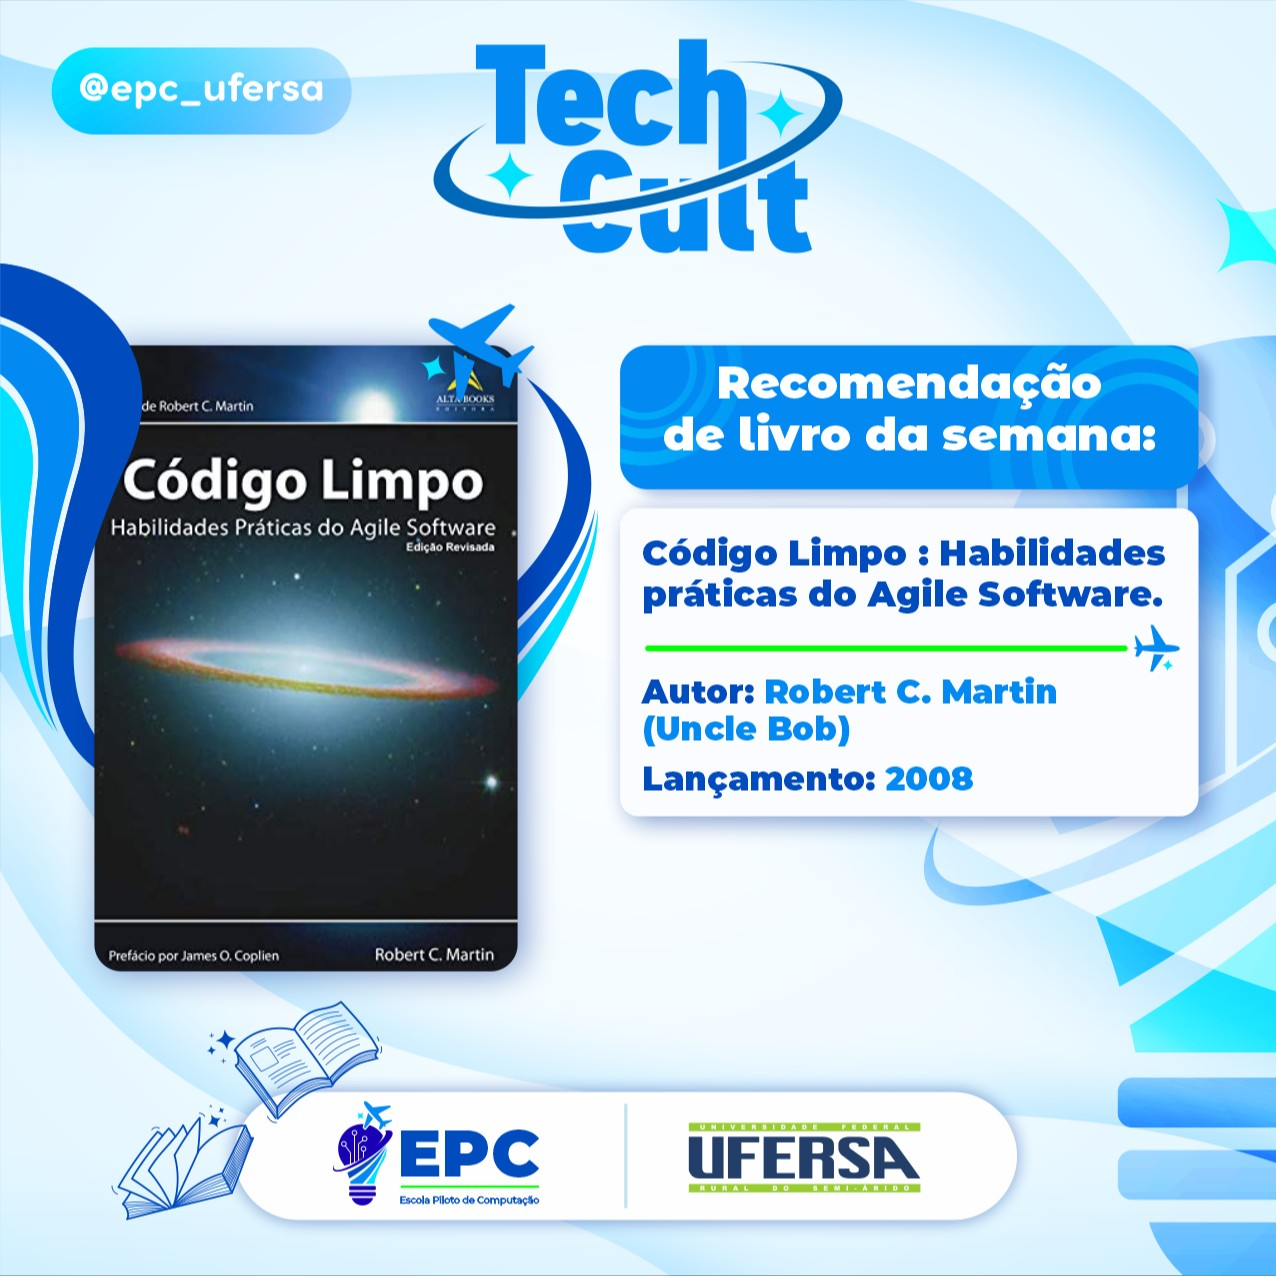 @epc_ufersa
Tech
Cult
de Robert C. Martin
ALTA BOOKS
EDITORA
Código Limpo
Habilidades Práticas do Agile Software
Edição Revisada
Prefácio por James O. Coplien
Robert C. Martin
Recomendação
de livro da semana:
Código Limpo : Habilidades
práticas do Agile Software.
Autor: Robert C. Martin
(Uncle Bob)
Lançamento: 2008
EPC
Escola Piloto de Computação
UNIVERSIDADE FEDERAL
UFERSA
RURAL DO SEMI-ÁRIDO